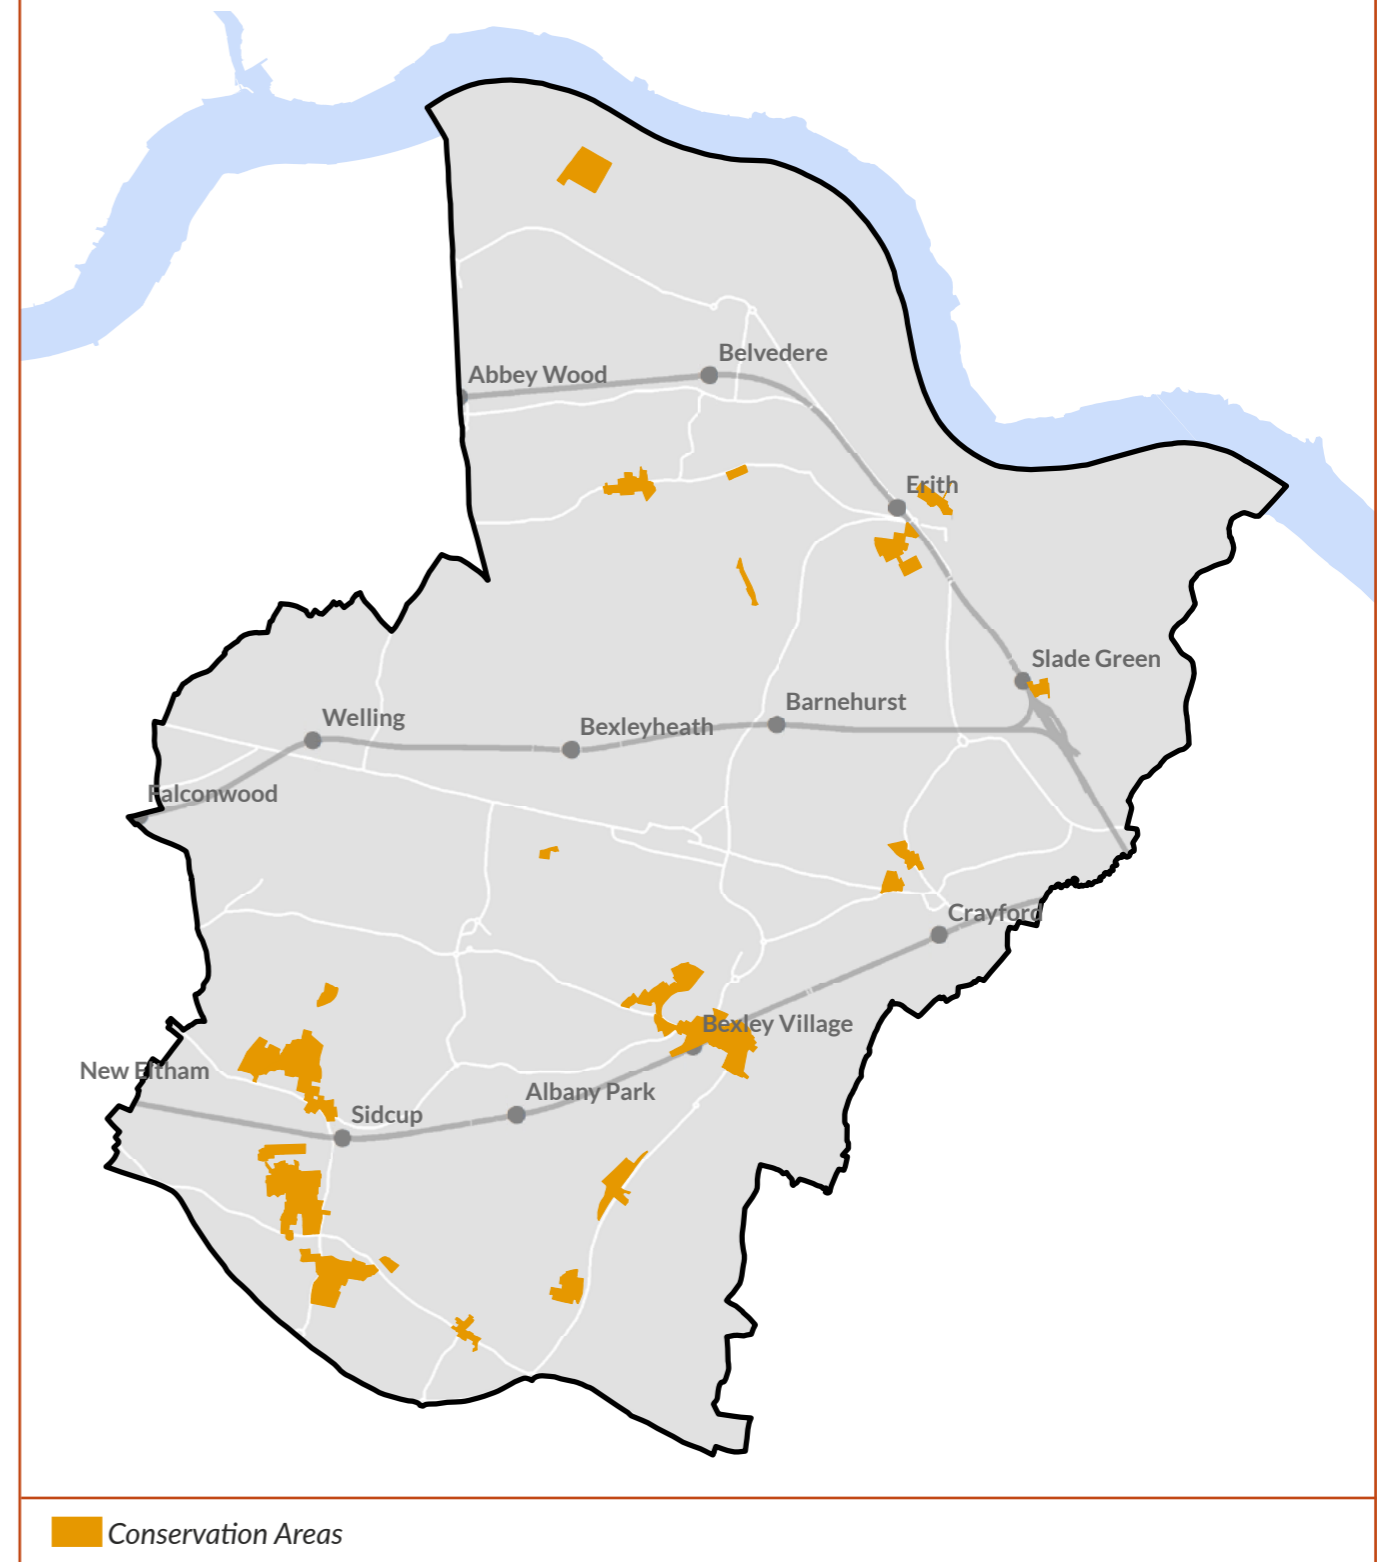 Belvedere
Abbey Wood
Erith
Slade Green
Barnehurst
Welling
Bexleyheath
Falconwood
Crayford
Bexley Village
New Eltham
Albany Park
Sidcup
Conservation Areas